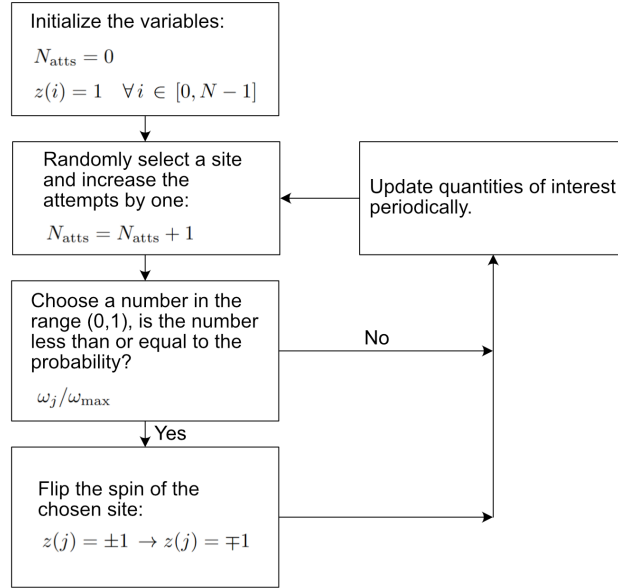 Initialize the variables:
N_atts = 0
z(i) = 1 ∀i ∈ [0, N − 1]
Randomly select a site
and increase the
attempts by one:
N_atts = N_atts + 1
Update quantities of interest
periodically.
Choose a number in the
range (0,1), is the number
less than or equal to the
probability?
ω_j/ω_max
No
Yes
Flip the spin of the
chosen site:
z(j) = ±1 → z(j) = ∓1